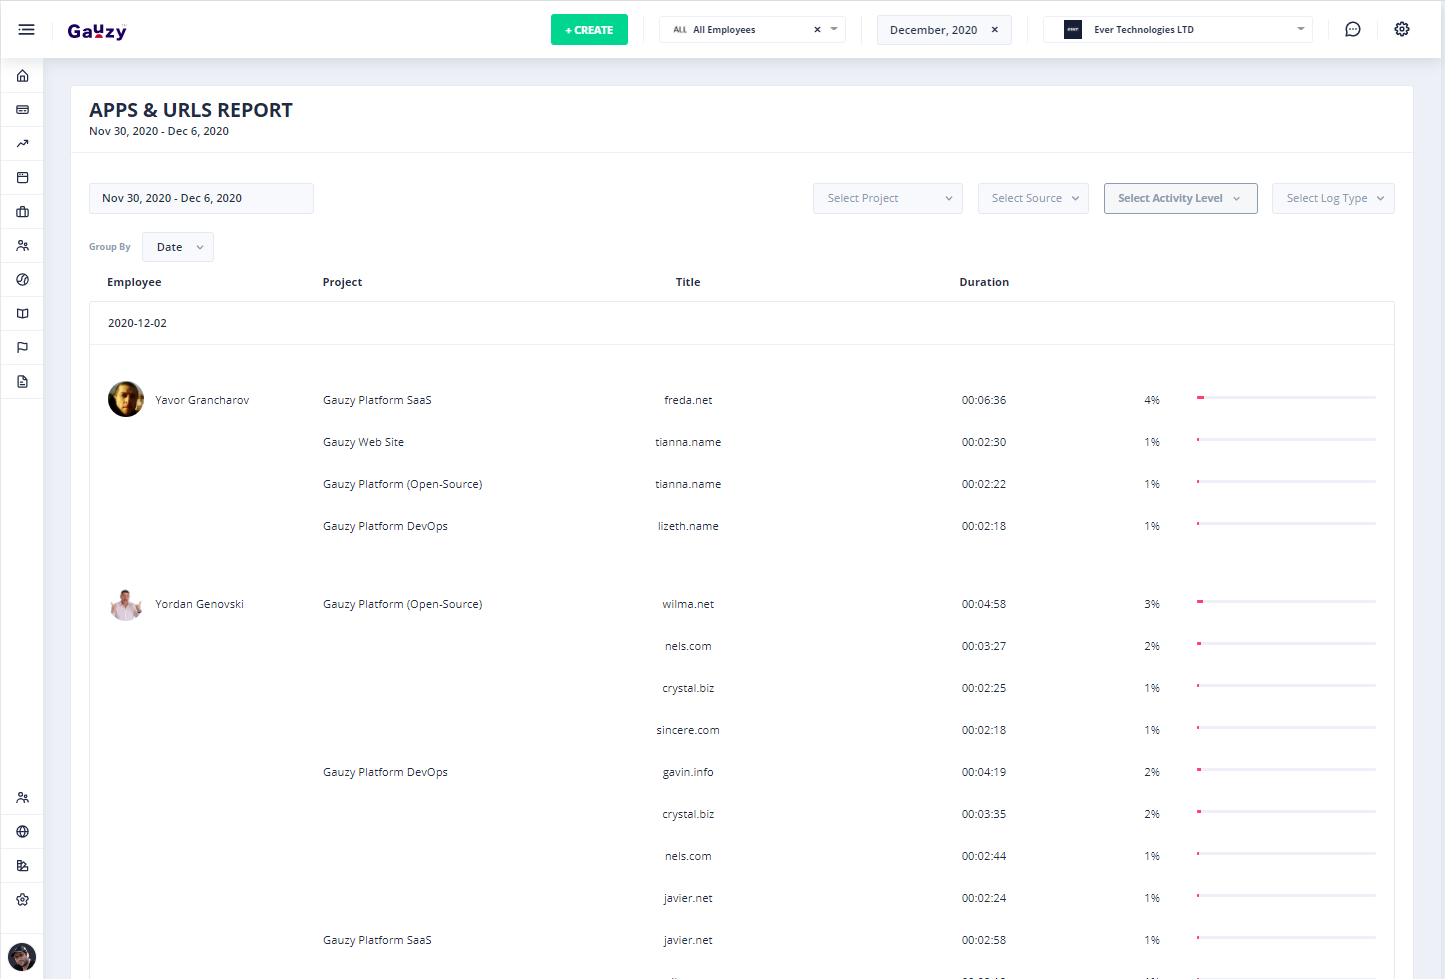 Gauzy
+ CREATE
ALL All Employees ×
December, 2020 ×
EVER Ever Technologies LTD
APPS & URLS REPORT
Nov 30, 2020 - Dec 6, 2020
Nov 30, 2020 - Dec 6, 2020
Select Project
Select Source
Select Activity Level
Select Log Type
Group By Date
Employee Project Title Duration
2020-12-02
Yavor Grancharov Gauzy Platform SaaS freda.net 00:06:36 4%
Gauzy Web Site tianna.name 00:02:30 1%
Gauzy Platform (Open-Source) tianna.name 00:02:22 1%
Gauzy Platform DevOps lizeth.name 00:02:18 1%
Yordan Genovski Gauzy Platform (Open-Source) wilma.net 00:04:58 3%
nels.com 00:03:27 2%
crystal.biz 00:02:25 1%
sincere.com 00:02:18 1%
Gauzy Platform DevOps gavin.info 00:04:19 2%
crystal.biz 00:03:35 2%
nels.com 00:02:44 1%
javier.net 00:02:24 1%
Gauzy Platform SaaS javier.net 00:02:58 1%